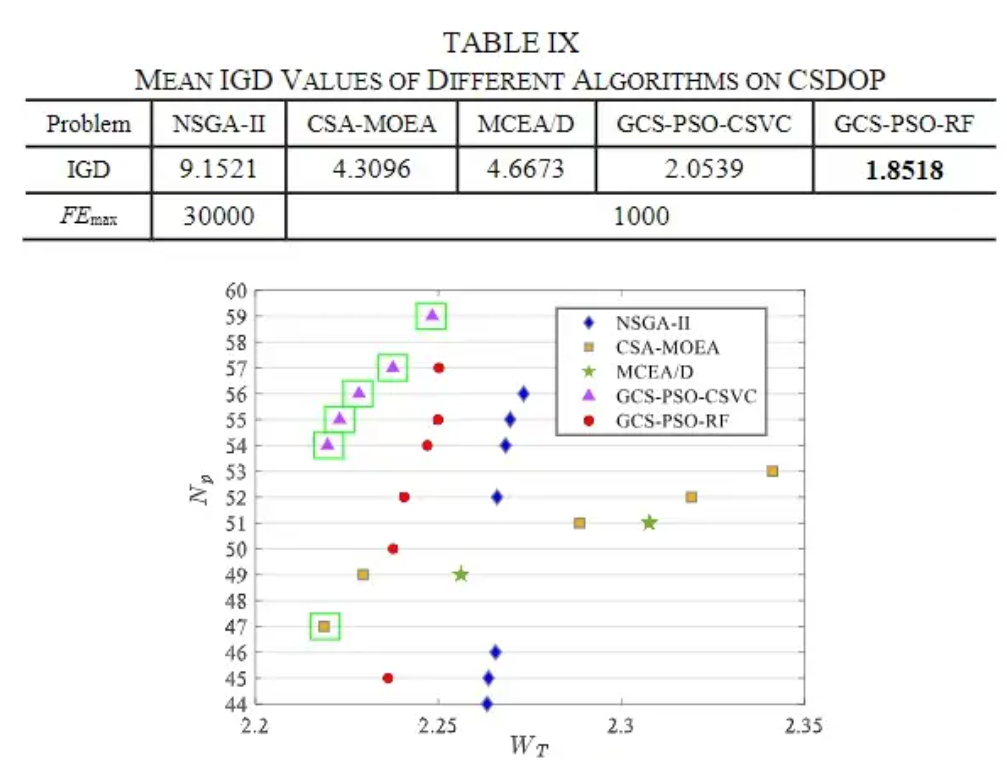 TABLE IX
MEAN IGD VALUES OF DIFFERENT ALGORITHMS ON CSDOP
Problem NSGA-II CSA-MOEA MCEA/D GCS-PSO-CSVC GCS-PSO-RF
IGD 9.1521 4.3096 4.6673 2.0539 1.8518
FEmax 30000 1000
60
59
58
57
56
55
54
53
52
51
50
49
48
47
46
45
44
Np
NSGA-II
CSA-MOEA
MCEA/D
GCS-PSO-CSVC
GCS-PSO-RF
2.2 2.25 2.3 2.35
WT